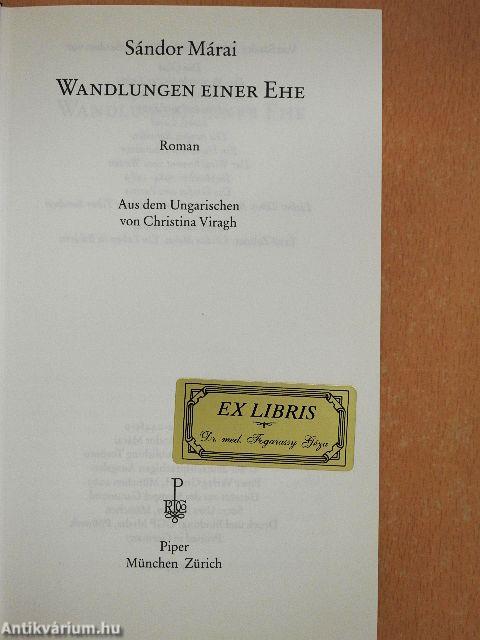 Sándor Márai
WANDLUNGEN EINER EHE
Roman
Aus dem Ungarischen
von Christina Viragh
EX LIBRIS
Dr. med. Fogarassy Géza
P
Piper
München Zürich
Antikvárium.hu